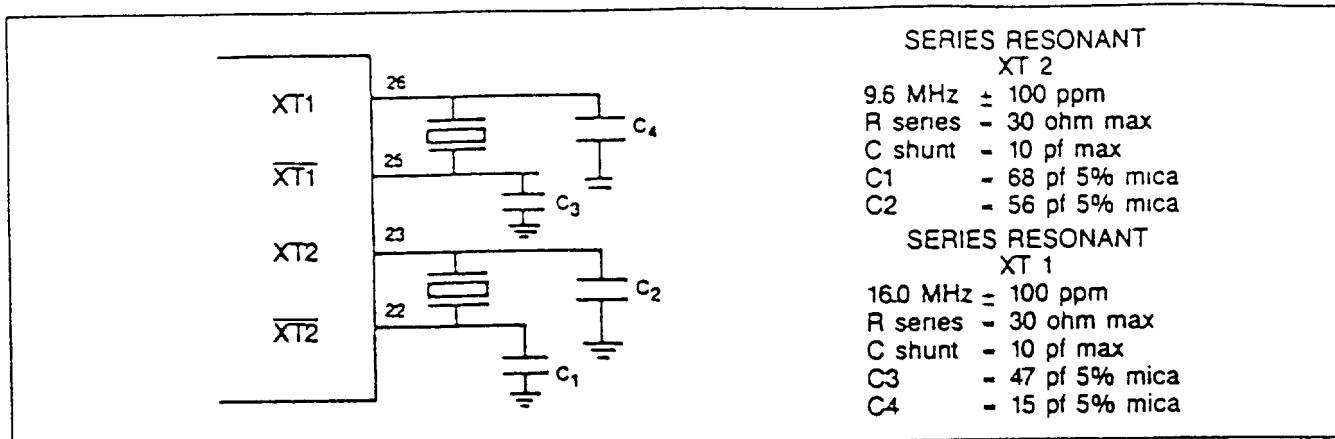 26
XT1
C4
25
X̅T̅1̅
C3
23
XT2
C2
22
X̅T̅2̅
C1
SERIES RESONANT
XT 2
9.6 MHz ± 100 ppm
R series - 30 ohm max
C shunt - 10 pf max
C1 - 68 pf 5% mica
C2 - 56 pf 5% mica
SERIES RESONANT
XT 1
16.0 MHz ± 100 ppm
R series - 30 ohm max
C shunt - 10 pf max
C3 - 47 pf 5% mica
C4 - 15 pf 5% mica